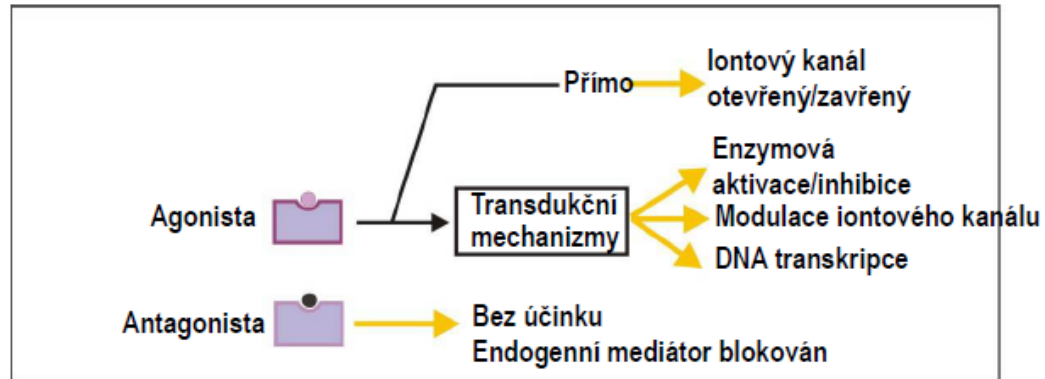 Přímo
Iontový kanál
otevřený/zavřený
Agonista
Transdukční
mechanizmy
Enzymová
aktivace/inhibice
Modulace iontového kanálu
DNA transkripce
Antagonista
Bez účinku
Endogenní mediátor blokován